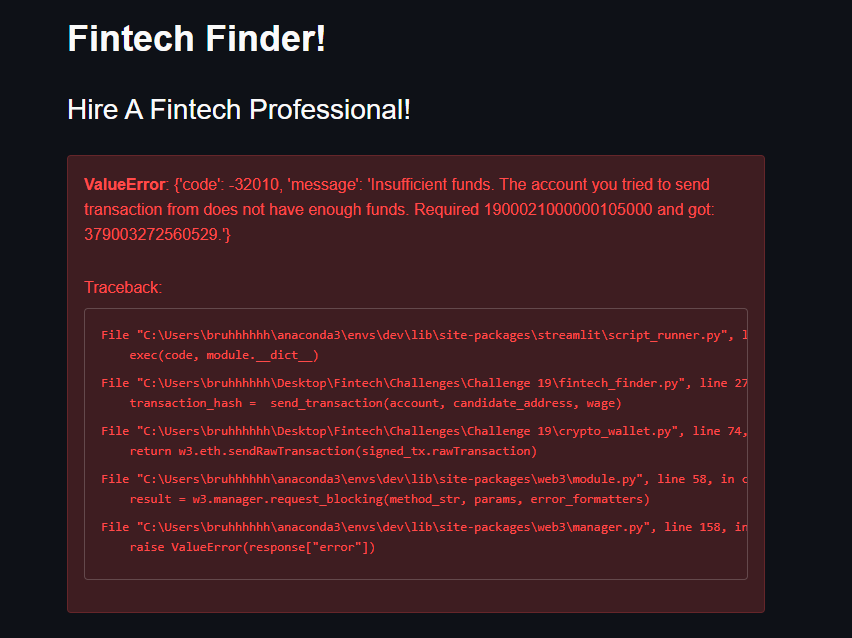 Fintech Finder!
Hire A Fintech Professional!
ValueError: {'code': -32010, 'message': 'Insufficient funds. The account you tried to send
transaction from does not have enough funds. Required 1900021000000105000 and got:
379003272560529.'}
Traceback:
File "C:\Users\bruhhhhhh\anaconda3\envs\dev\lib\site-packages\streamlit\script_runner.py", l
exec(code, module.__dict__)
File "C:\Users\bruhhhhhh\Desktop\Fintech\Challenges\Challenge 19\fintech_finder.py", line 27
transaction_hash =  send_transaction(account, candidate_address, wage)
File "C:\Users\bruhhhhhh\Desktop\Fintech\Challenges\Challenge 19\crypto_wallet.py", line 74,
return w3.eth.sendRawTransaction(signed_tx.rawTransaction)
File "C:\Users\bruhhhhhh\anaconda3\envs\dev\lib\site-packages\web3\module.py", line 58, in c
result = w3.manager.request_blocking(method_str, params, error_formatters)
File "C:\Users\bruhhhhhh\anaconda3\envs\dev\lib\site-packages\web3\manager.py", line 158, in
raise ValueError(response["error"])